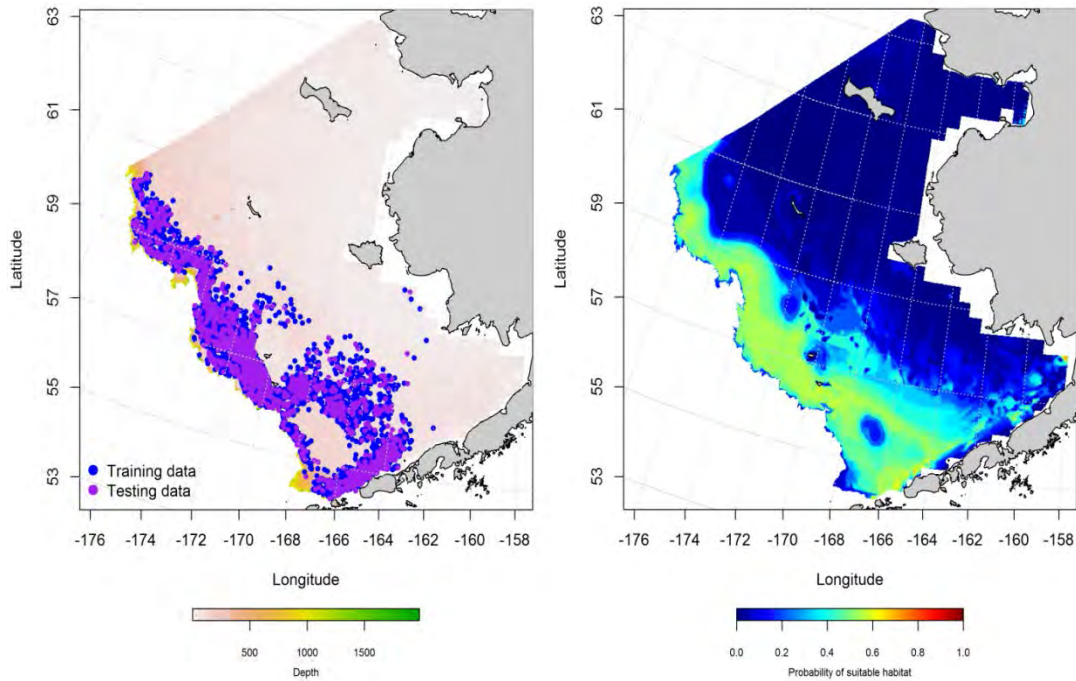 63
61
59
57
55
53
Latitude
Training data
Testing data
-176 -174 -172 -170 -168 -166 -164 -162 -160 -158
Longitude
500 1000 1500
Depth
63
61
59
57
55
53
Latitude
-176 -174 -172 -170 -168 -166 -164 -162 -160 -158
Longitude
0.0 0.2 0.4 0.6 0.8 1.0
Probability of suitable habitat